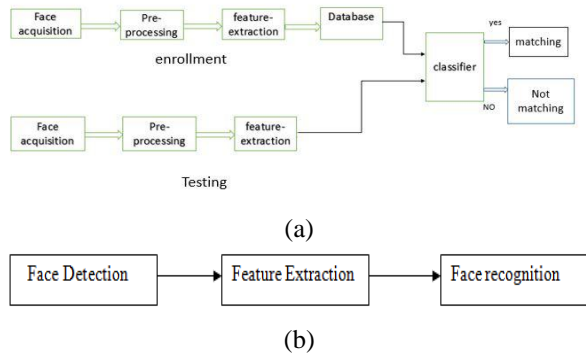 Face
acquisition
Pre-
processing
feature-
extraction
Database
enrollment
classifier
yes
matching
NO
Not
matching
Face
acquisition
Pre-
processing
feature-
extraction
Testing
(a)
Face Detection
Feature Extraction
Face recognition
(b)